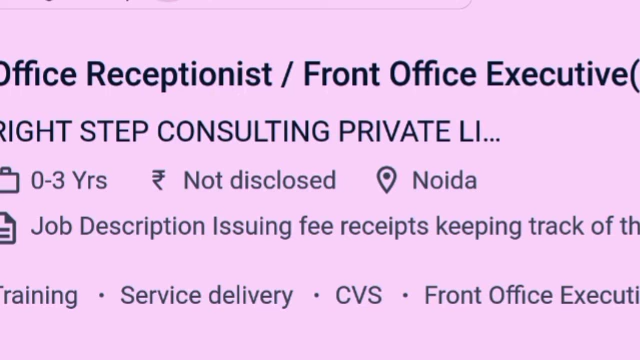 Office Receptionist / Front Office Executive(
RIGHT STEP CONSULTING PRIVATE LI...
0-3 Yrs ₹ Not disclosed Noida
Job Description Issuing fee receipts keeping track of th
Training • Service delivery • CVS • Front Office Executi